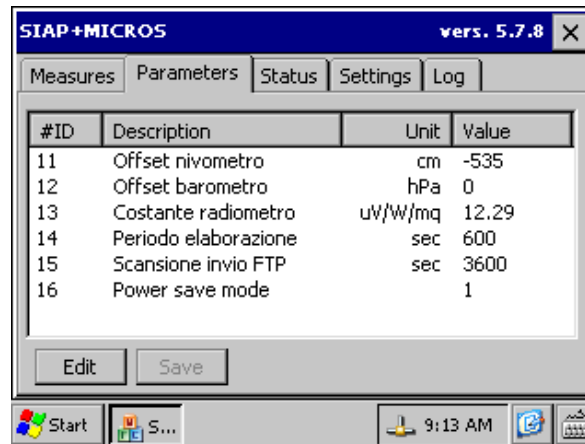 SIAP+MICROS vers. 5.7.8
Measures Parameters Status Settings Log
#ID Description Unit Value
11 Offset nivometro cm -535
12 Offset barometro hPa 0
13 Costante radiometro uV/W/mq 12.29
14 Periodo elaborazione sec 600
15 Scansione invio FTP sec 3600
16 Power save mode 1
Edit Save
Start S... 9:13 AM